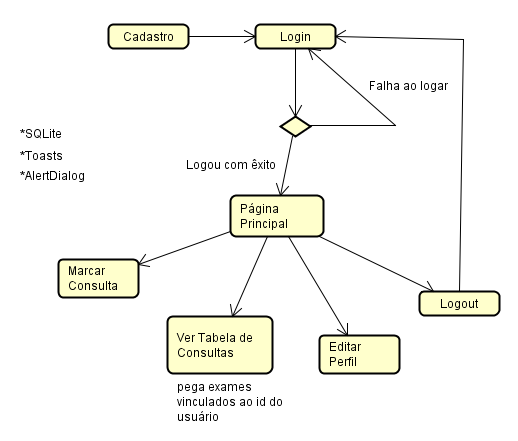 Cadastro
Login
Falha ao logar
*SQLite
*Toasts
*AlertDialog
Logou com êxito
Página
Principal
Marcar
Consulta
Logout
Ver Tabela de
Consultas
Editar
Perfil
pega exames
vinculados ao id do
usuário